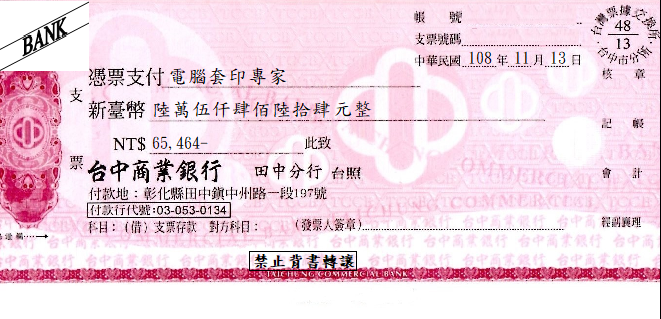 BANK
帳 號
支票號碼
中華民國 108 年 11 月 13 日
台灣票據交換所
48
13
台中市分所
支
票
憑票支付 電腦套印專家
新臺幣 陸萬伍仟肆佰陸拾肆元整
NT$ 65,464- 此致
台中商業銀行 田中分行 台照
付款地：彰化縣田中鎮中州路一段197號
付款行代號：03-053-0134
科目：（借）支票存款 對方科目： （發票人簽章）
核 章
記 帳
會 計
經副襄理
禁止背書轉讓
TAICHUNG COMMERCIAL BANK